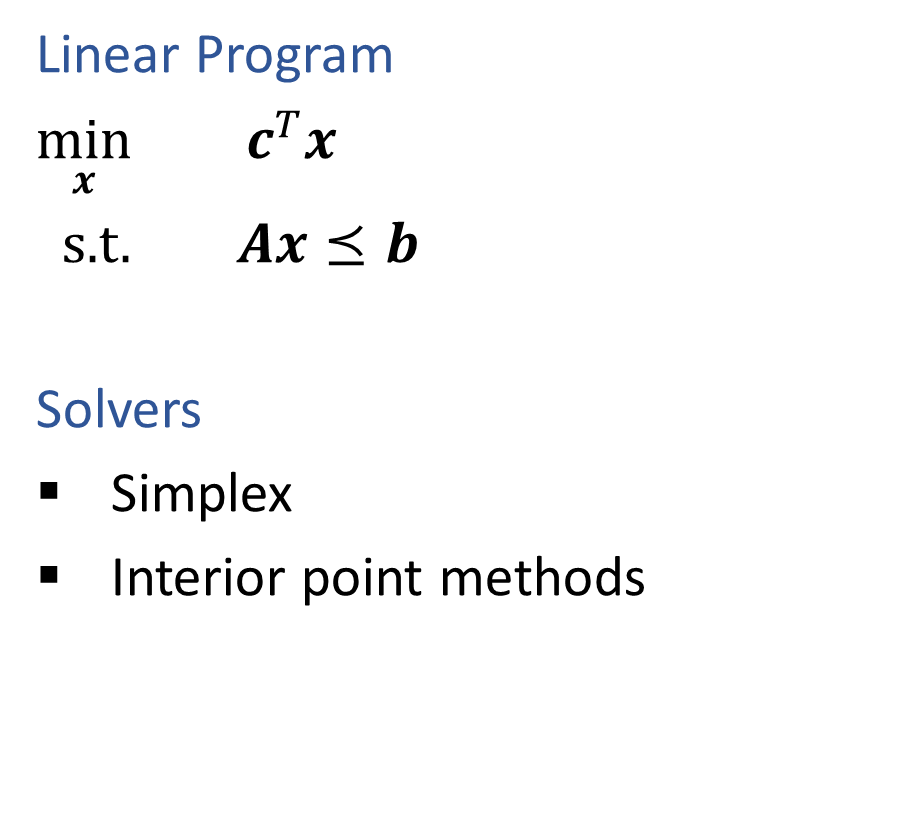 Linear Program
min cᵀx
x
s.t. Ax ⪯ b
Solvers
▪ Simplex
▪ Interior point methods